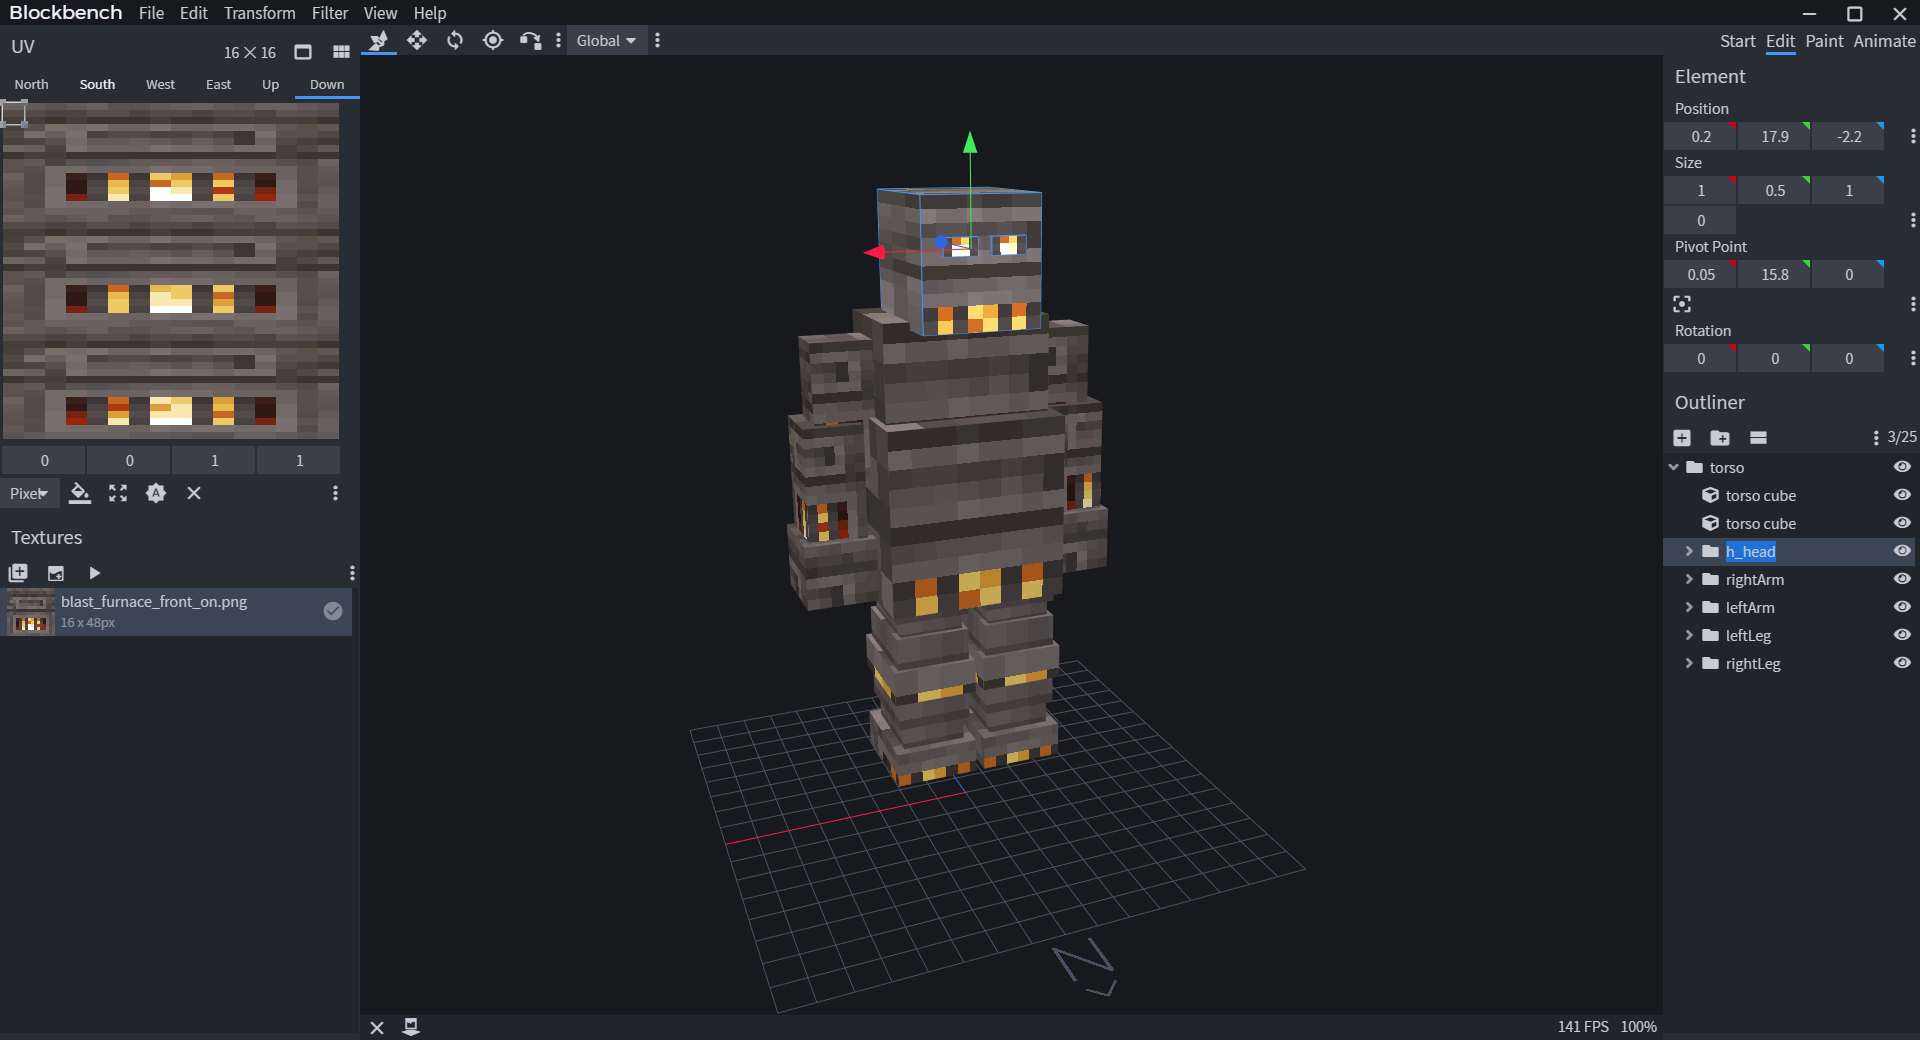 Blockbench File Edit Transform Filter View Help
UV
16 × 16
Global
Start Edit Paint Animate
North South West East Up Down
0 0 1 1
Pixel
Textures
blast_furnace_front_on.png
16 x 48px
N
141 FPS 100%
Element
Position
0.2 17.9 -2.2
Size
1 0.5 1
0
Pivot Point
0.05 15.8 0
Rotation
0 0 0
Outliner
3/25
torso
torso cube
torso cube
h_head
rightArm
leftArm
leftLeg
rightLeg